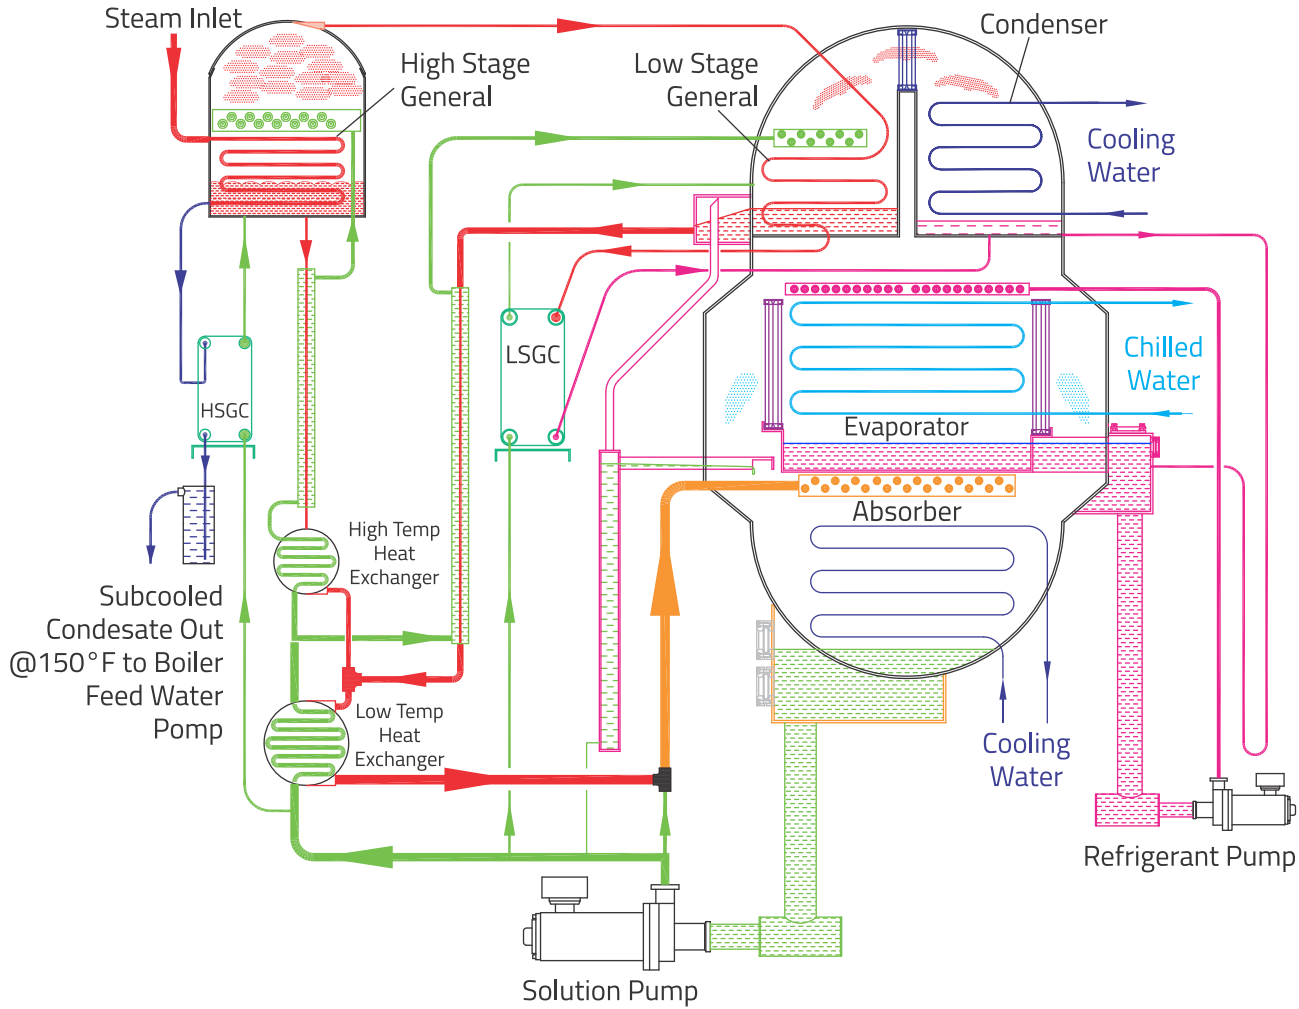 Steam Inlet
High Stage
General
Low Stage
General
Condenser
Cooling
Water
LSGC
HSGC
Chilled
Water
Evaporator
Absorber
High Temp
Heat
Exchanger
Subcooled
Condesate Out
@150°F to Boiler
Feed Water
Pomp
Low Temp
Heat
Exchanger
Cooling
Water
Refrigerant Pump
Solution Pump